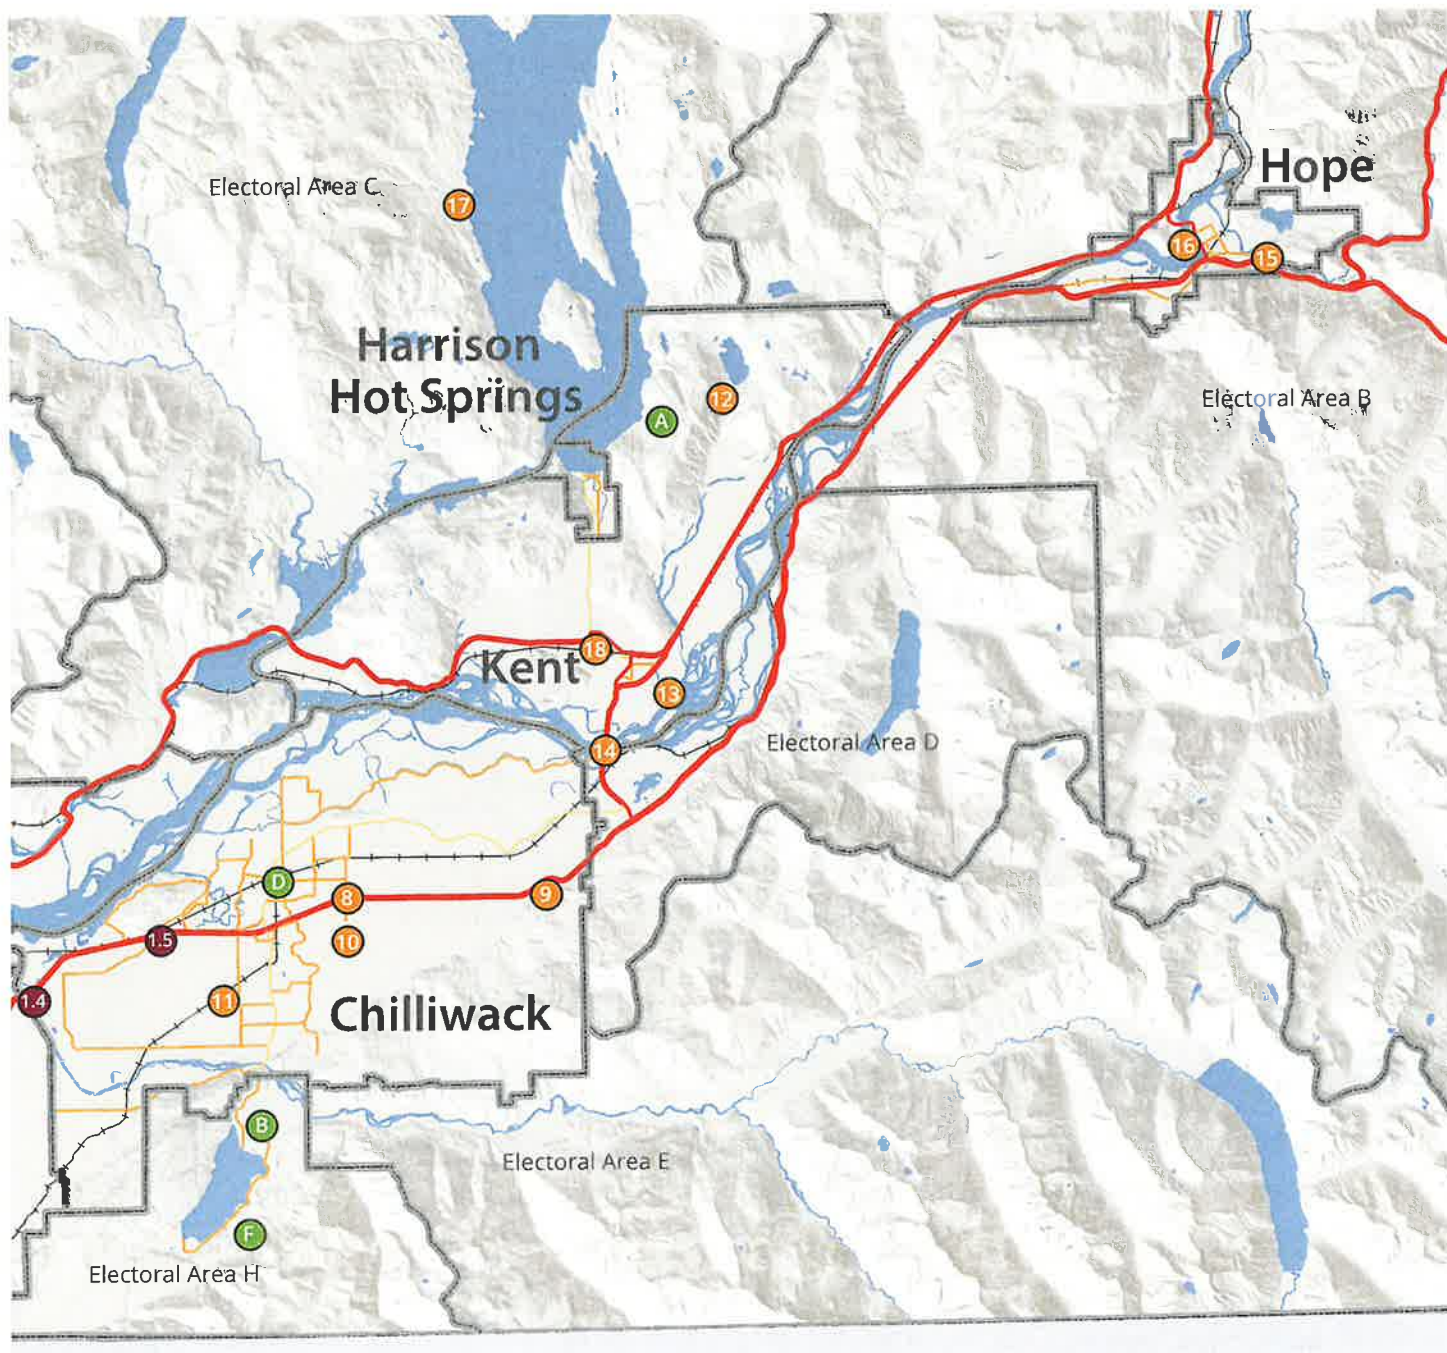 Hope
Electoral Area C
17
16
15
Harrison
Hot Springs
12
A
Electoral Area B
18
Kent
13
14
Electoral Area D
D
8
9
1.5
10
1.4
11
Chilliwack
B
Electoral Area E
F
Electoral Area H